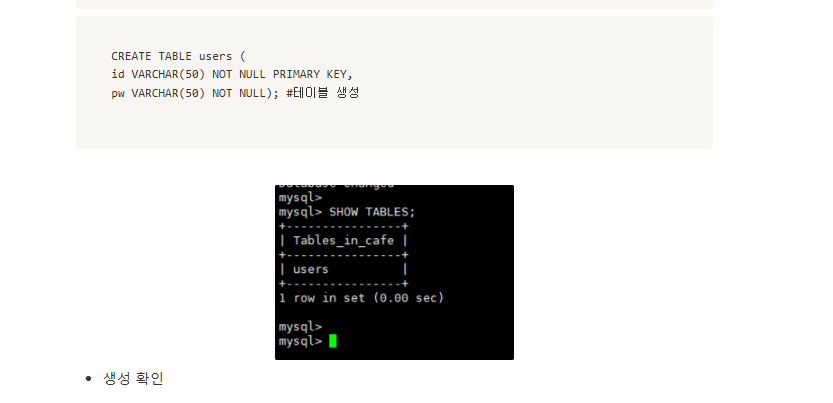 CREATE TABLE users (
id VARCHAR(50) NOT NULL PRIMARY KEY,
pw VARCHAR(50) NOT NULL); #테이블 생성
Database changed
mysql>
mysql> SHOW TABLES;
+----------------+
| Tables_in_cafe |
+----------------+
| users          |
+----------------+
1 row in set (0.00 sec)
mysql>
mysql>
• 생성 확인